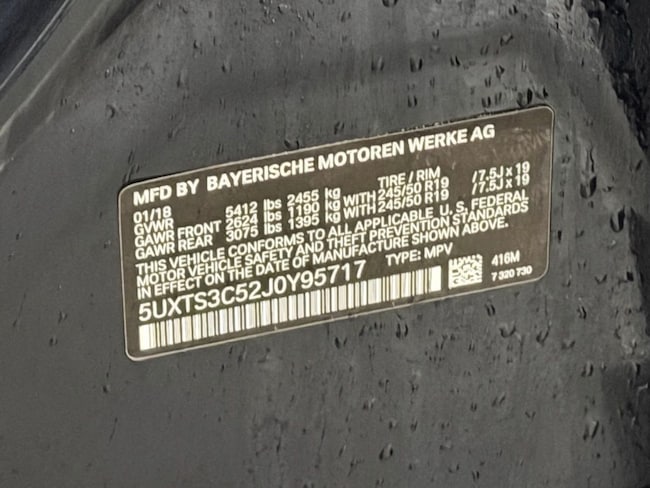 MFD BY BAYERISCHE MOTOREN WERKE AG
01/18 TIRE / RIM
GVWR 5412 lbs 2455 kg
GAWR FRONT 2624 lbs 1190 kg WITH 245/50 R19 /7.5J x 19
GAWR REAR 3075 lbs 1395 kg WITH 245/50 R19 /7.5J x 19
THIS VEHICLE CONFORMS TO ALL APPLICABLE U.S. FEDERAL
MOTOR VEHICLE SAFETY AND THEFT PREVENTION STANDARDS
IN EFFECT ON THE DATE OF MANUFACTURE SHOWN ABOVE.
5UXTS3C52J0Y95717 TYPE: MPV
416M
7 320 730